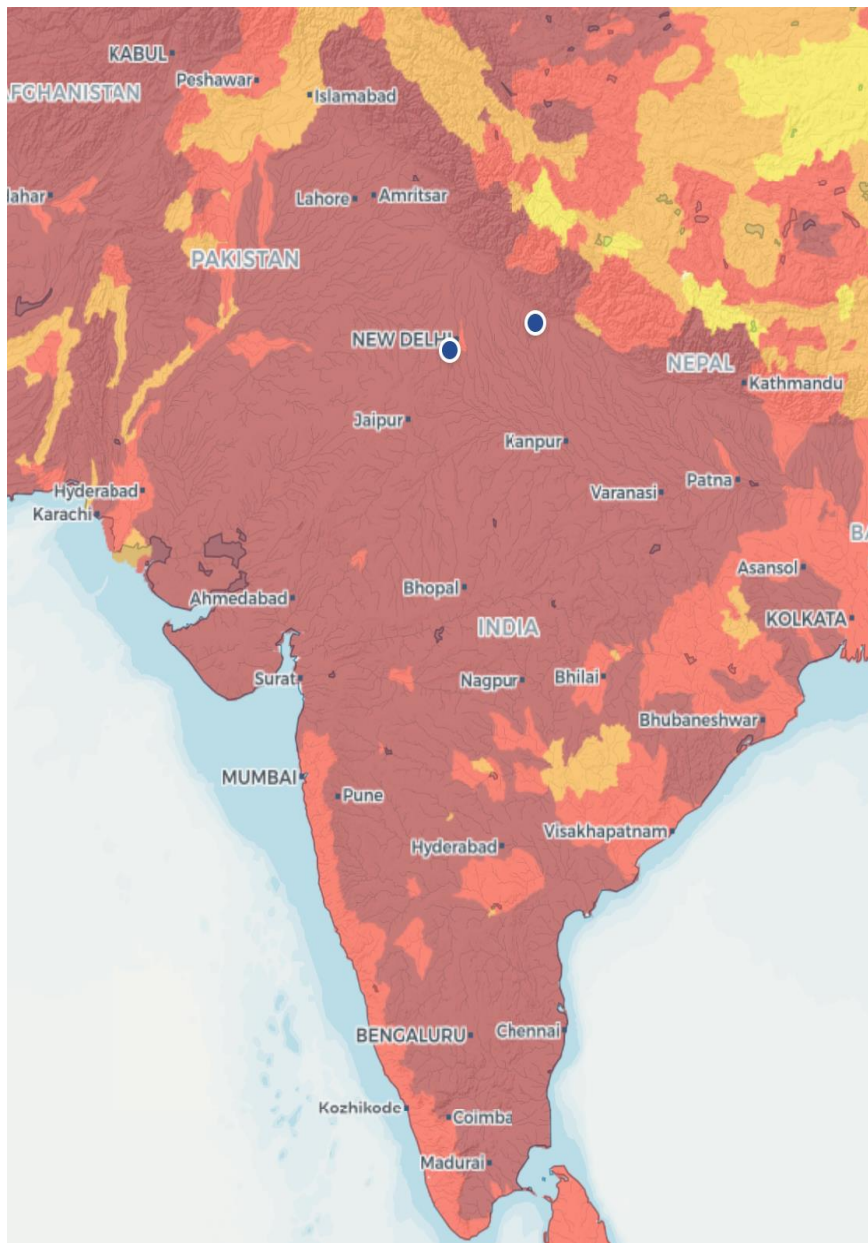 KABUL
Peshawar
AFGHANISTAN
Islamabad
Lahore
Amritsar
PAKISTAN
NEW DELHI
NEPAL
Kathmandu
Jaipur
Kanpur
Hyderabad
Karachi
Varanasi
Patna
Asansol
Bhopal
Ahmedabad
INDIA
KOLKATA
Surat
Nagpur
Bhilai
Bhubaneshwar
MUMBAI
Pune
Visakhapatnam
Hyderabad
BENGALURU
Chennai
Kozhikode
Coimba
Madurai